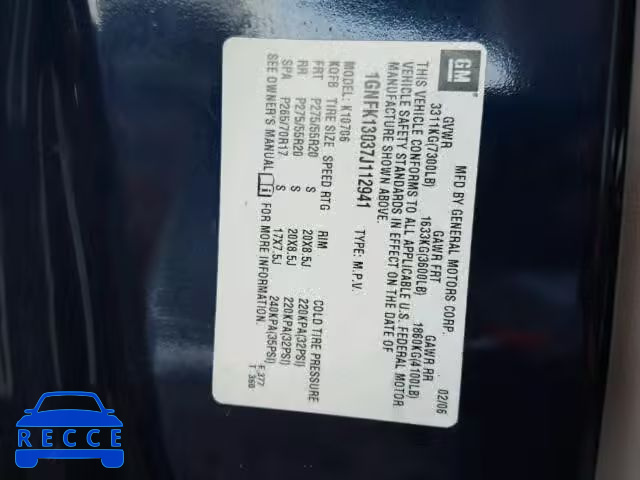 GM
MFD BY GENERAL MOTORS CORP. 02/06
GVWR GAWR FRT GAWR RR
3311KG(7300LB) 1633KG(3600LB) 1860KG(4100LB)
THIS VEHICLE CONFORMS TO ALL APPLICABLE U.S. FEDERAL MOTOR
VEHICLE SAFETY STANDARDS IN EFFECT ON THE DATE OF
MANUFACTURE SHOWN ABOVE.
1GNFK13037J112941 TYPE: M.P.V.
MODEL: K10706
KQFB TIRE SIZE SPEED RTG RIM COLD TIRE PRESSURE
FRT P275/55R20 S 20X8.5J 220KPA(32PSI)
RR P275/55R20 S 20X8.5J 220KPA(32PSI)
SPA P265/70R17 S 17X7.5J 240KPA(35PSI)
SEE OWNER'S MANUAL i FOR MORE INFORMATION.
E 377
T 360
RECCE